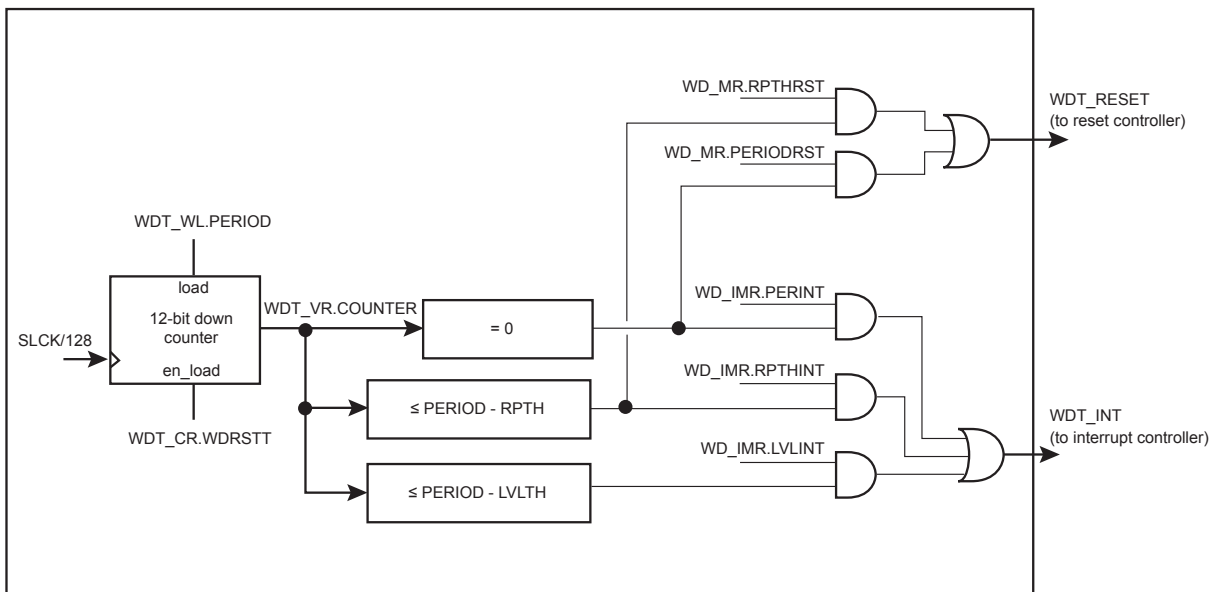 WD_MR.RPTHRST
WDT_RESET
(to reset controller)
WD_MR.PERIODRST
WDT_WL.PERIOD
load
12-bit down
counter
en_load
SLCK/128
WDT_CR.WDRSTT
WDT_VR.COUNTER
= 0
≤ PERIOD - RPTH
≤ PERIOD - LVLTH
WD_IMR.PERINT
WD_IMR.RPTHINT
WD_IMR.LVLINT
WDT_INT
(to interrupt controller)